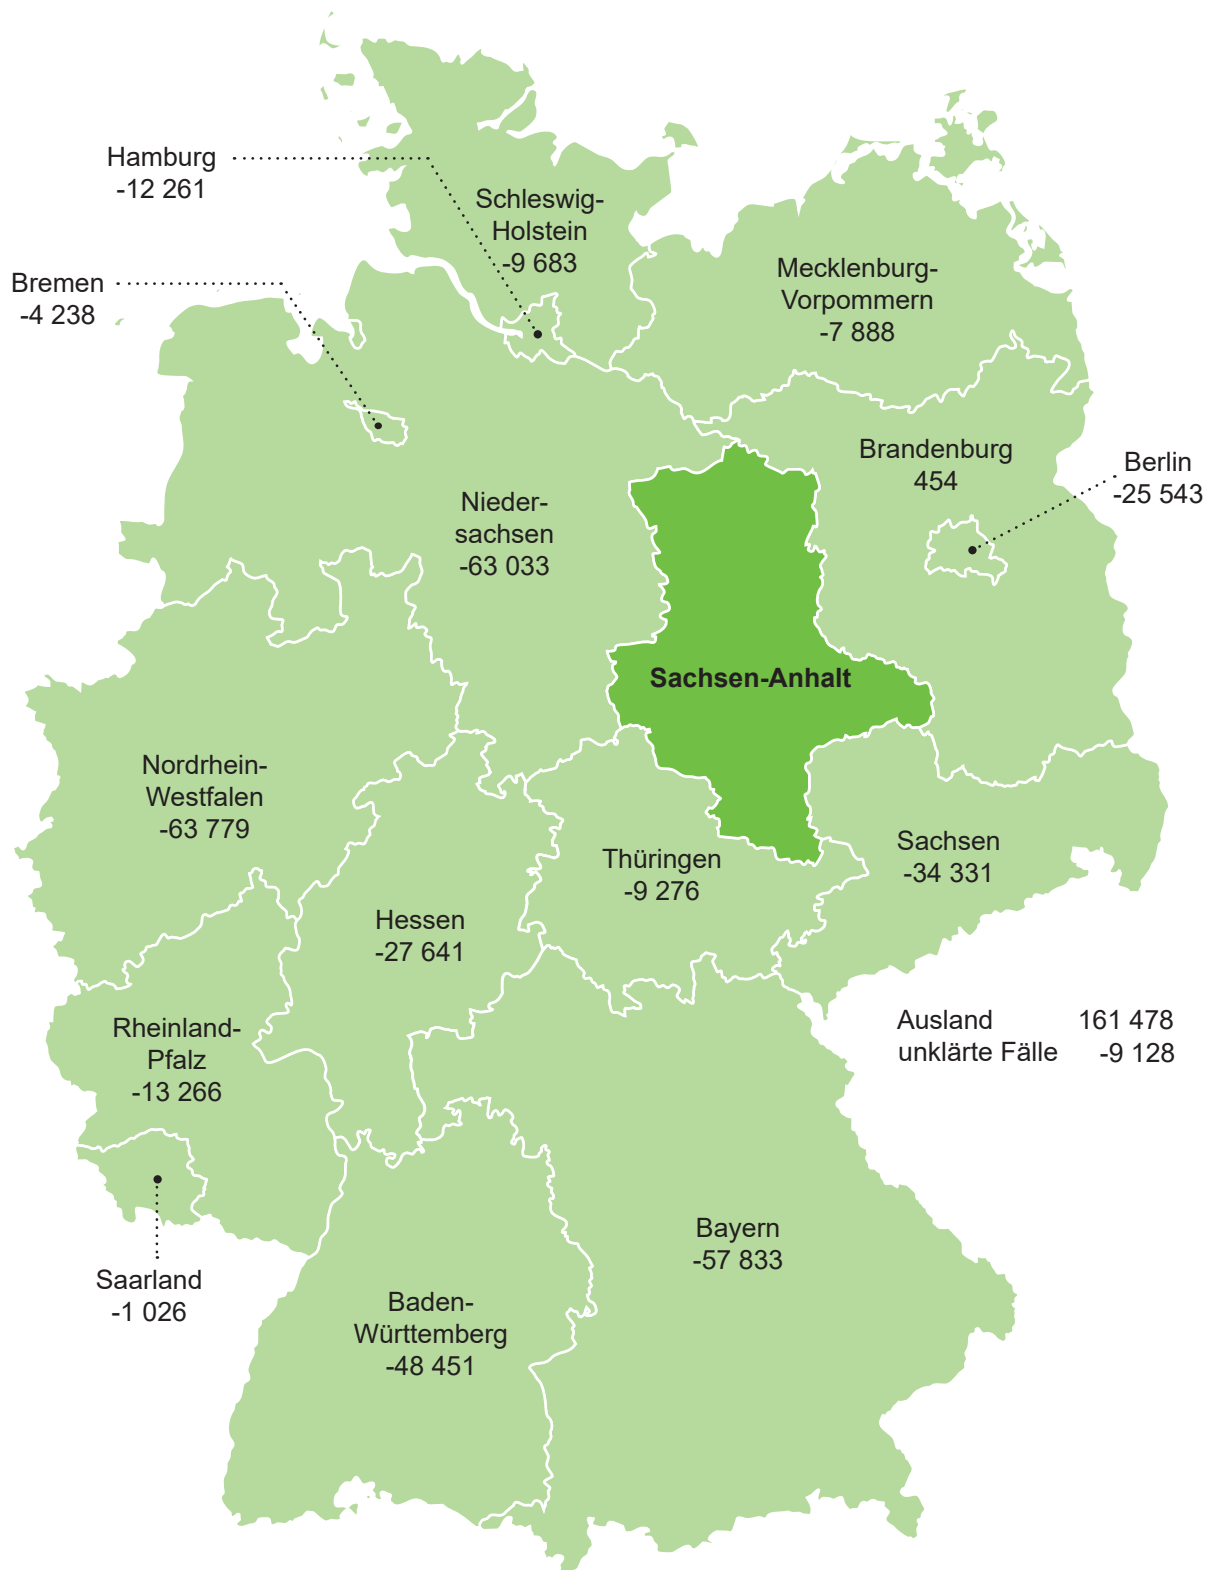 Hamburg
-12 261
Schleswig-
Holstein
-9 683
Bremen
-4 238
Mecklenburg-
Vorpommern
-7 888
Brandenburg
454
Berlin
-25 543
Nieder-
sachsen
-63 033
Sachsen-Anhalt
Nordrhein-
Westfalen
-63 779
Sachsen
-34 331
Thüringen
-9 276
Hessen
-27 641
Ausland 161 478
unklärte Fälle -9 128
Rheinland-
Pfalz
-13 266
Saarland
-1 026
Bayern
-57 833
Baden-
Württemberg
-48 451